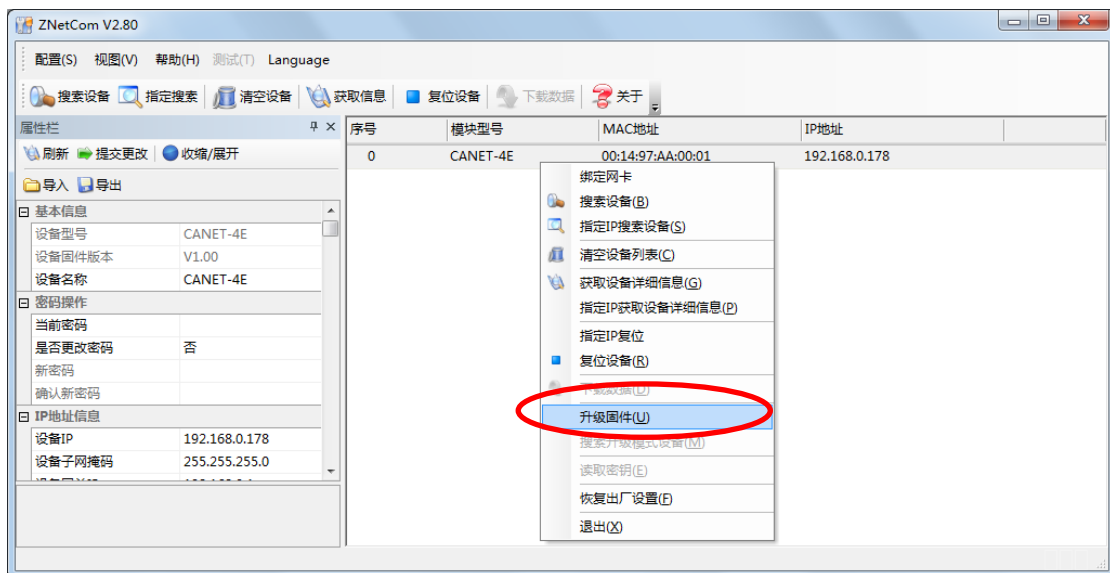 ZNetCom V2.80
配置(S) 视图(V) 帮助(H) 测试(T) Language
搜索设备 指定搜索 清空设备 获取信息 复位设备 下载数据 关于
属性栏
刷新 提交更改 收缩/展开
导入 导出
基本信息
设备型号 CANET-4E
设备固件版本 V1.00
设备名称 CANET-4E
密码操作
当前密码
是否更改密码 否
新密码
确认新密码
IP地址信息
设备IP 192.168.0.178
设备子网掩码 255.255.255.0
序号 模块型号 MAC地址 IP地址
0 CANET-4E 00:14:97:AA:00:01 192.168.0.178
绑定网卡
搜索设备(B)
指定IP搜索设备(S)
清空设备列表(C)
获取设备详细信息(G)
指定IP获取设备详细信息(P)
指定IP复位
复位设备(R)
下载数据(D)
升级固件(U)
搜索升级模式设备(M)
读取密钥(E)
恢复出厂设置(F)
退出(X)